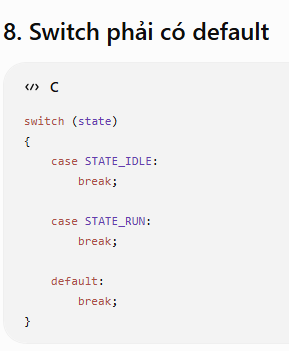 8. Switch phải có default
</> C
switch (state)
{
    case STATE_IDLE:
        break;

    case STATE_RUN:
        break;

    default:
        break;
}